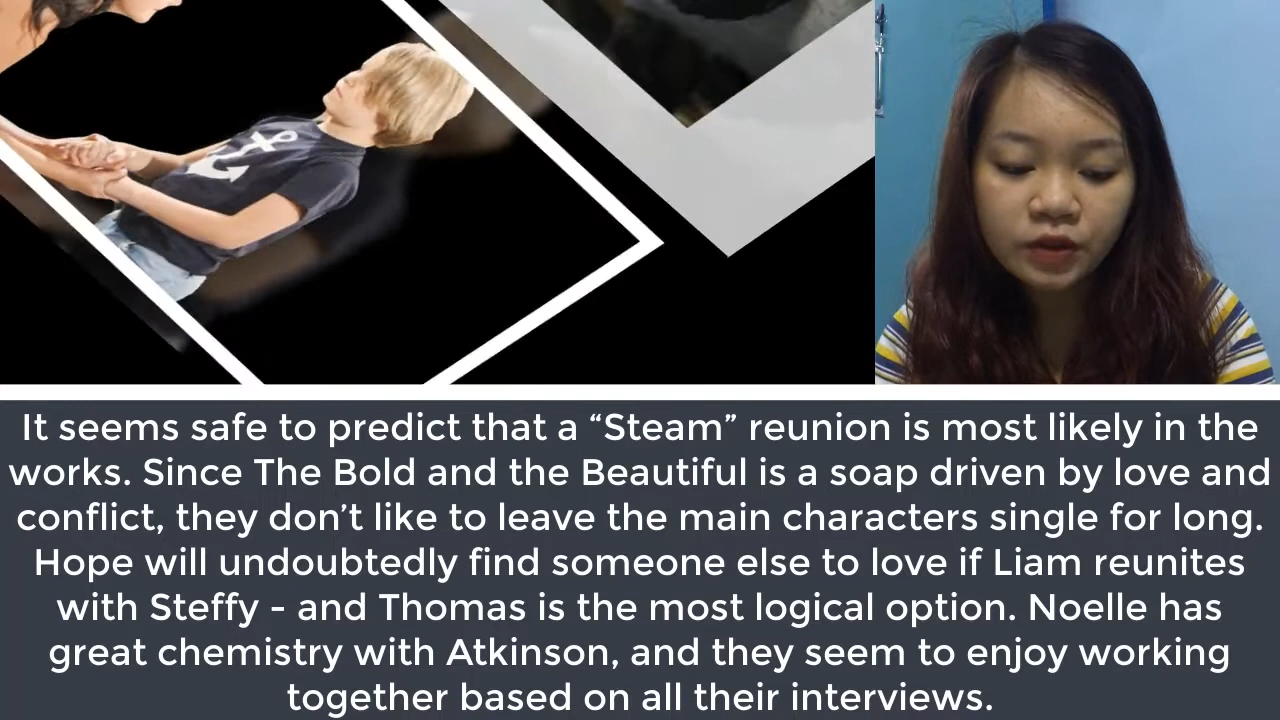 It seems safe to predict that a “Steam” reunion is most likely in the
works. Since The Bold and the Beautiful is a soap driven by love and
conflict, they don’t like to leave the main characters single for long.
Hope will undoubtedly find someone else to love if Liam reunites
with Steffy - and Thomas is the most logical option. Noelle has
great chemistry with Atkinson, and they seem to enjoy working
together based on all their interviews.